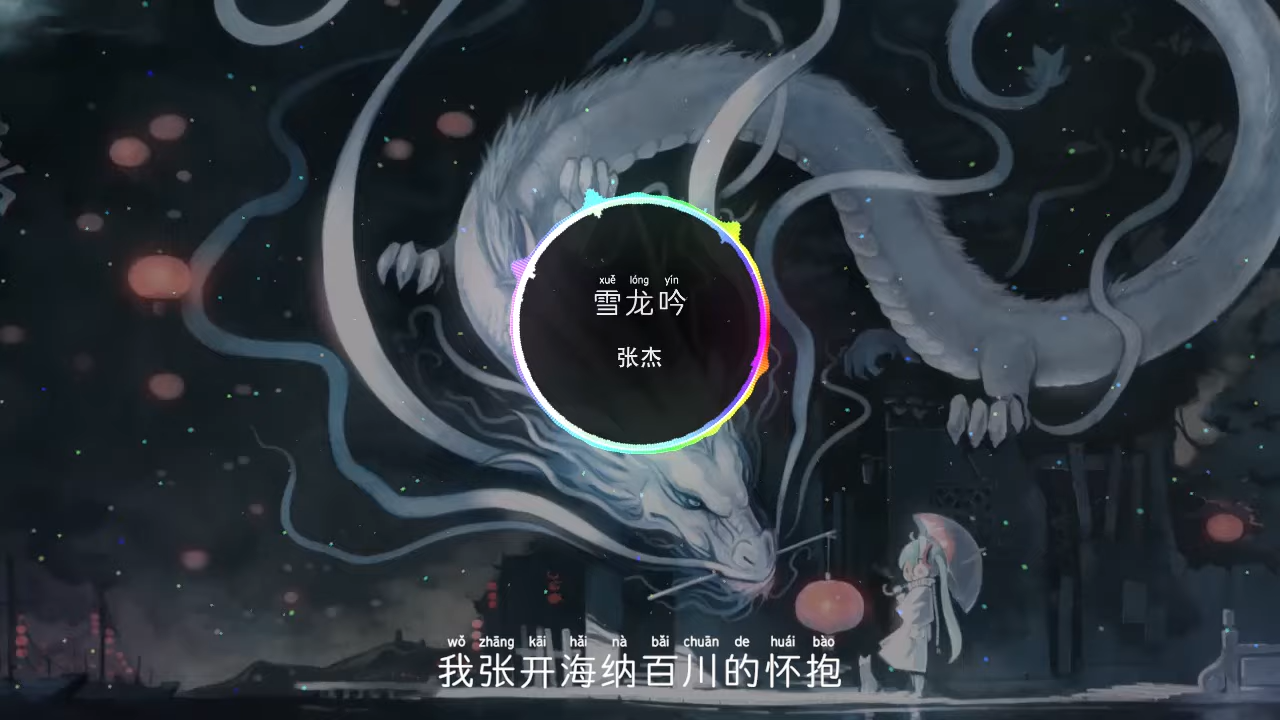 xuě lóng yín
雪龙吟
张杰
wǒ zhāng kāi hǎi nà bǎi chuān de huái bào
我张开海纳百川的怀抱